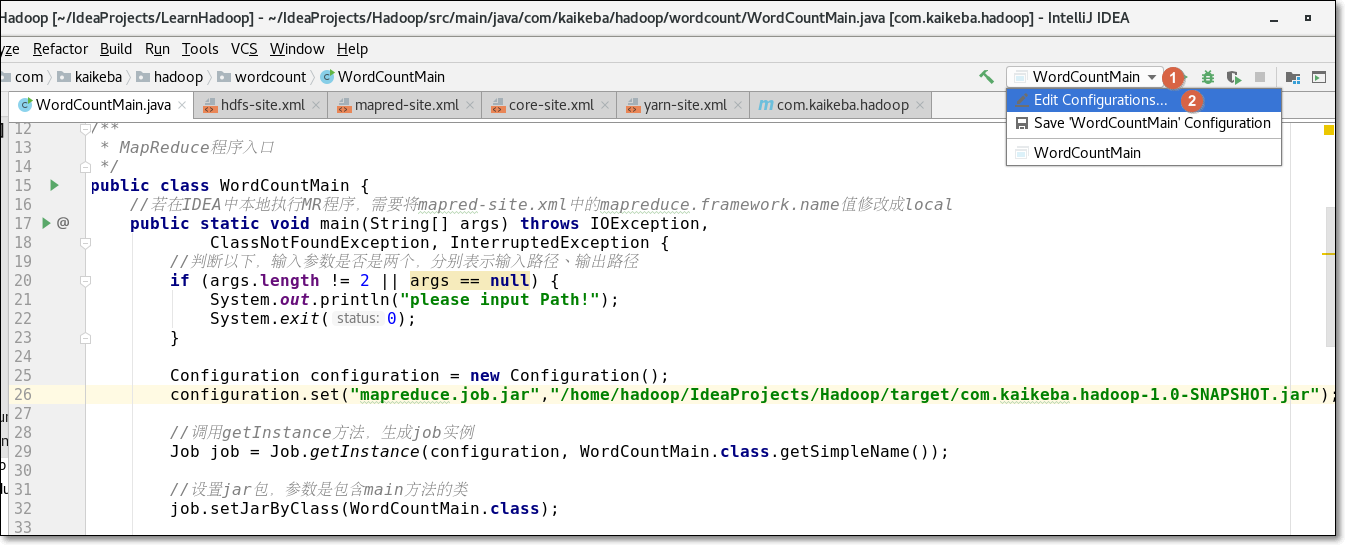 Hadoop [~/IdeaProjects/LearnHadoop] - ~/IdeaProjects/Hadoop/src/main/java/com/kaikeba/hadoop/wordcount/WordCountMain.java [com.kaikeba.hadoop] - IntelliJ IDEA
yze Refactor Build Run Tools VCS Window Help
com kaikeba hadoop wordcount WordCountMain WordCountMain 1
WordCountMain.java hdfs-site.xml mapred-site.xml core-site.xml yarn-site.xml com.kaikeba.hadoop
Edit Configurations... 2
Save 'WordCountMain' Configuration
WordCountMain
12 /**
13 * MapReduce程序入口
14 */
15 public class WordCountMain {
16 //若在IDEA中本地执行MR程序，需要将mapred-site.xml中的mapreduce.framework.name值修改成local
17 @ public static void main(String[] args) throws IOException,
18 ClassNotFoundException, InterruptedException {
19 //判断以下，输入参数是否是两个，分别表示输入路径、输出路径
20 if (args.length != 2 || args == null) {
21 System.out.println("please input Path!");
22 System.exit( status: 0);
23 }
24
25 Configuration configuration = new Configuration();
26 configuration.set("mapreduce.job.jar","/home/hadoop/IdeaProjects/Hadoop/target/com.kaikeba.hadoop-1.0-SNAPSHOT.jar");
27
28 //调用getInstance方法，生成job实例
29 Job job = Job.getInstance(configuration, WordCountMain.class.getSimpleName());
30
31 //设置jar包，参数是包含main方法的类
32 job.setJarByClass(WordCountMain.class);
33